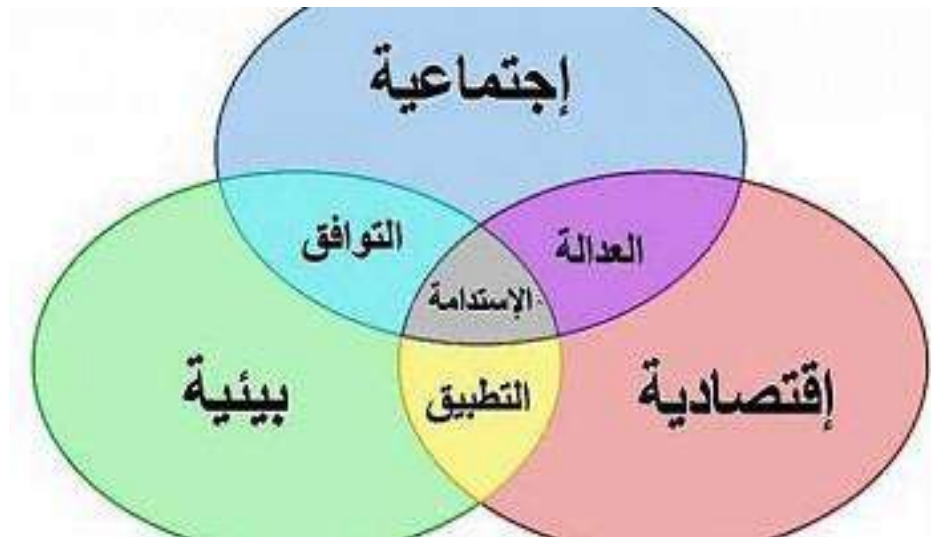 إجتماعية
التوافق
العدالة
الإستدامة
بيئية
التطبيق
إقتصادية